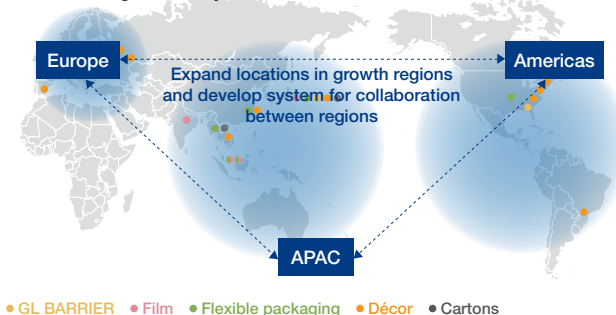 Europe
Americas
Expand locations in growth regions
and develop system for collaboration
between regions
APAC
GL BARRIER
Film
Flexible packaging
Décor
Cartons